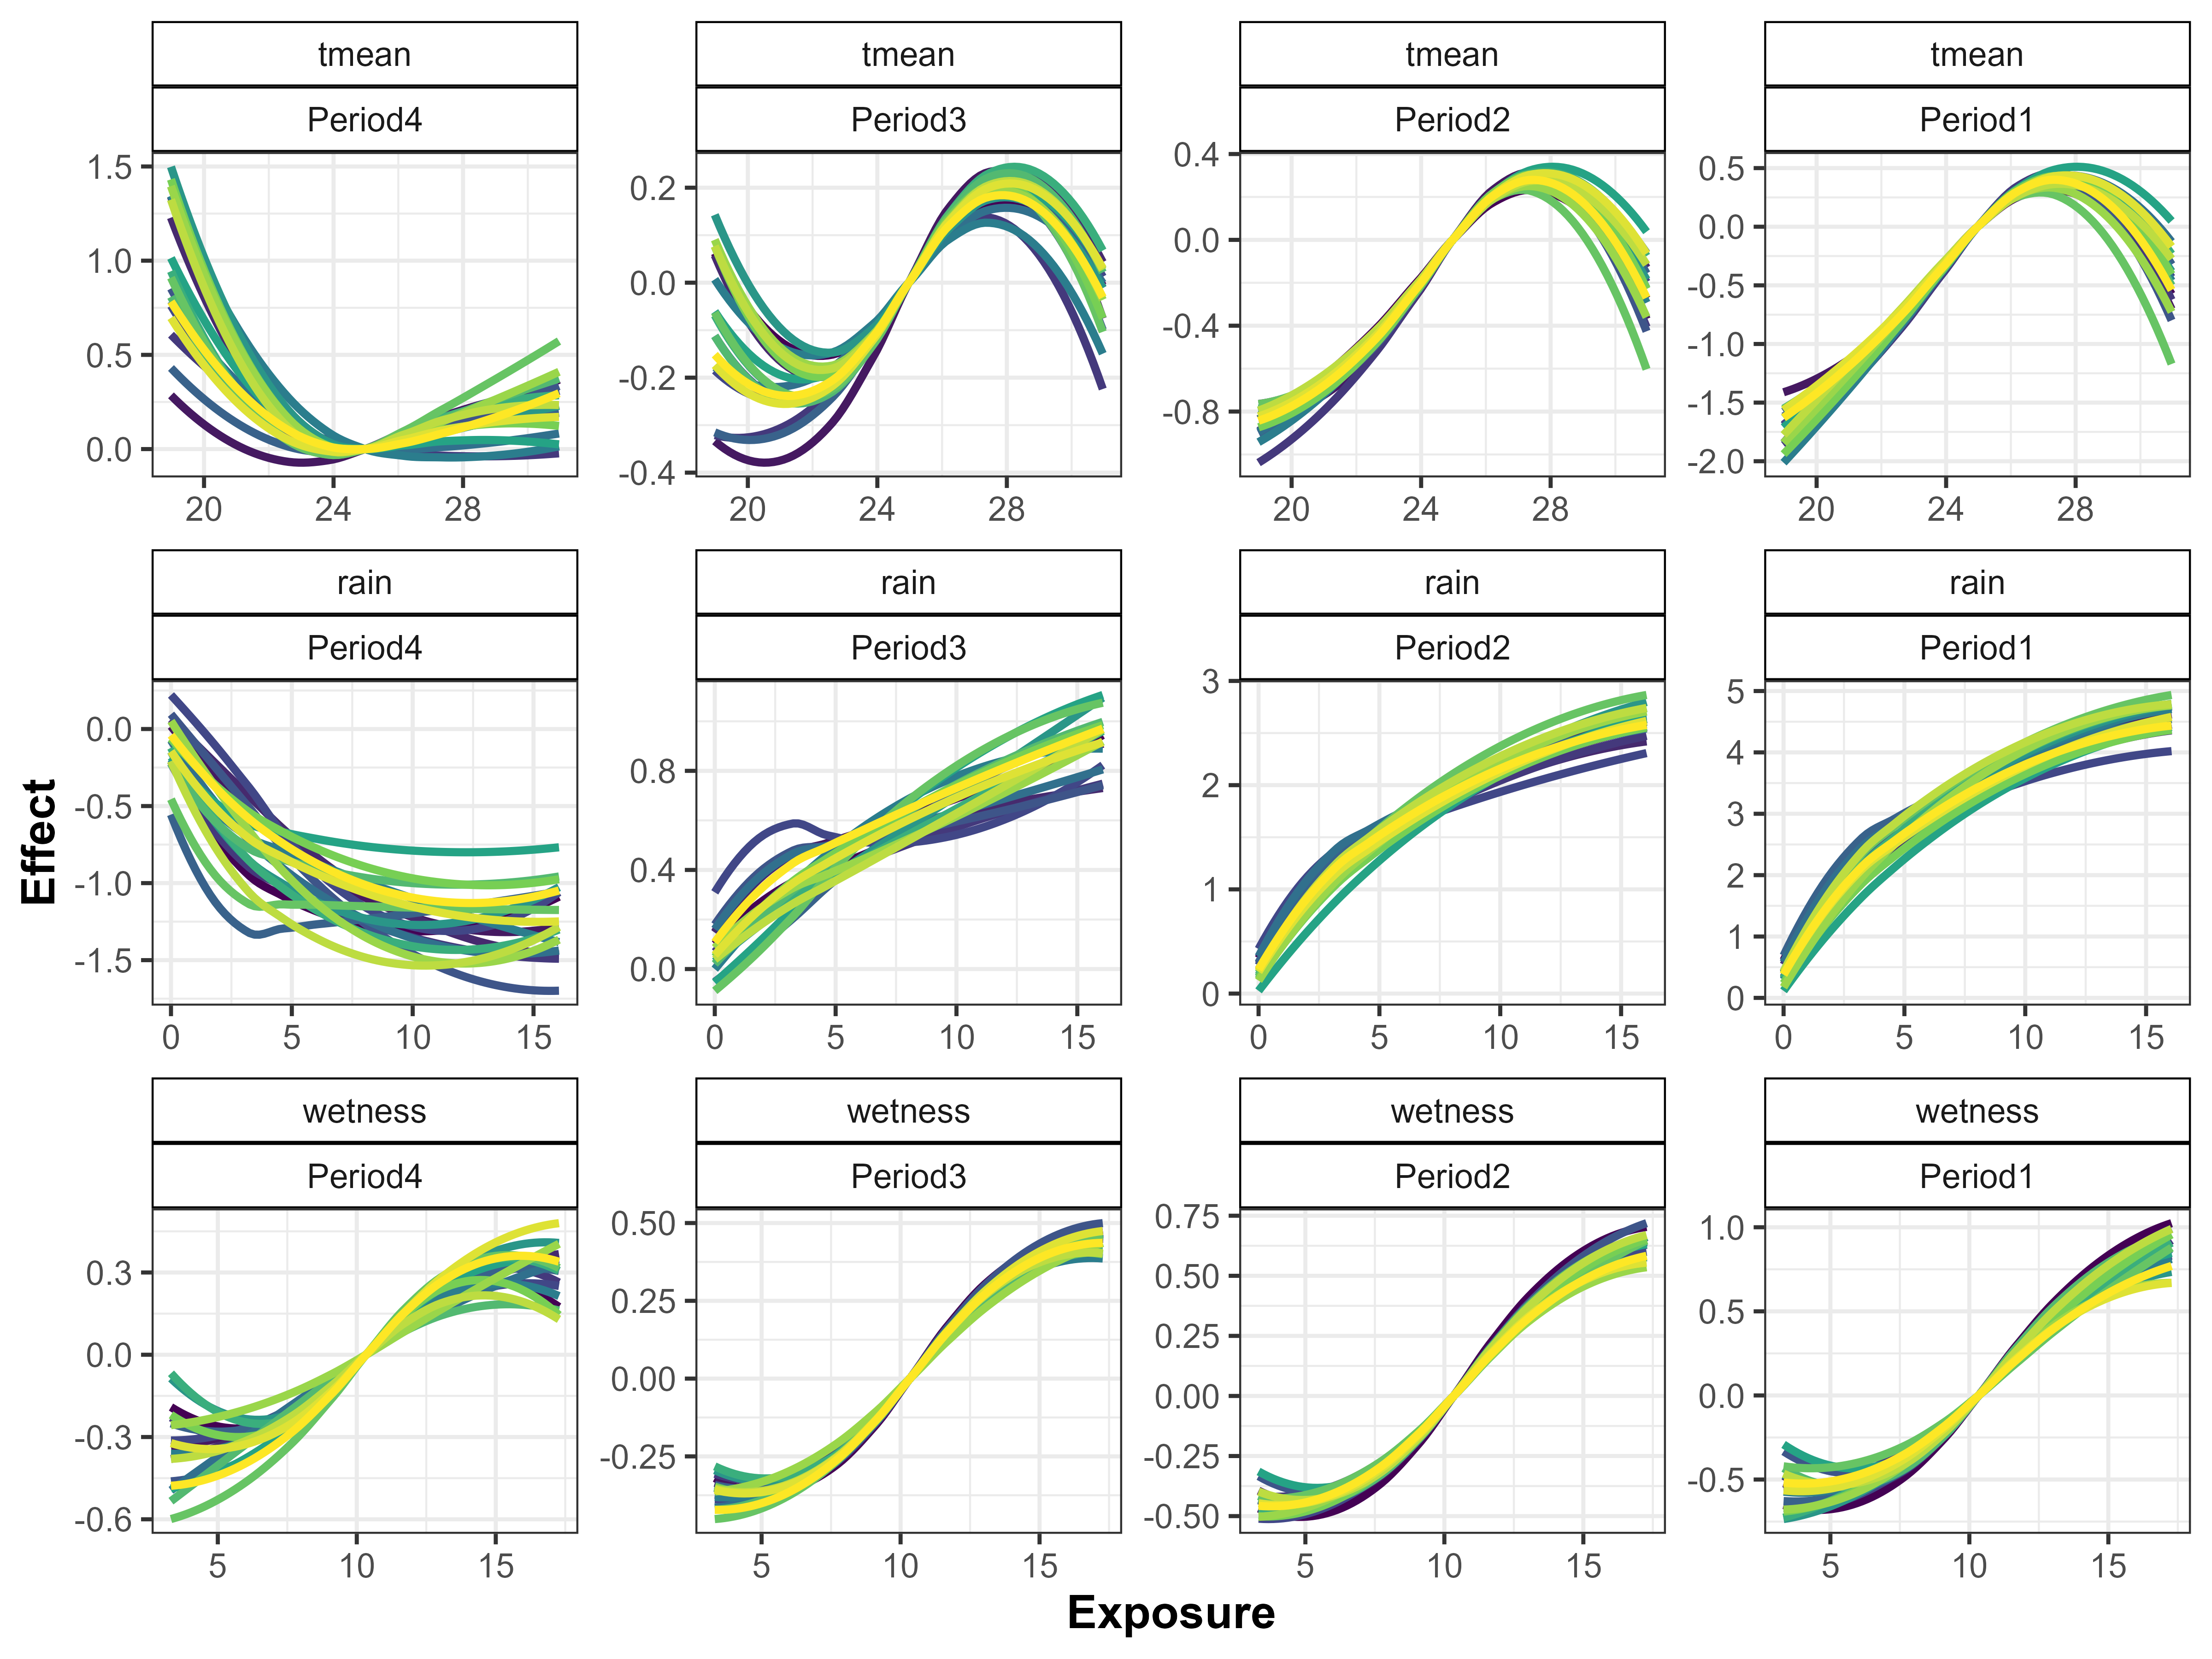 tmean tmean tmean tmean
Period4 Period3 Period2 Period1
1.5 0.2 0.4 0.5
1.0 0.0 0.0 0.0
0.5 -0.2 -0.4 -0.5
0.0 -0.4 -0.8 -1.0
-1.5
-2.0
20 24 28 20 24 28 20 24 28 20 24 28
rain rain rain rain
Period4 Period3 Period2 Period1
0.0 0.8 3 5
-0.5 0.4 2 4
-1.0 0.0 1 3
-1.5 0 2
1
0
0 5 10 15 0 5 10 15 0 5 10 15 0 5 10 15
Effect
wetness wetness wetness wetness
Period4 Period3 Period2 Period1
0.3 0.50 0.75 1.0
0.0 0.25 0.50 0.5
-0.3 0.00 0.25 0.0
-0.6 -0.25 0.00 -0.5
-0.25
-0.50
5 10 15 5 10 15 5 10 15 5 10 15
Exposure